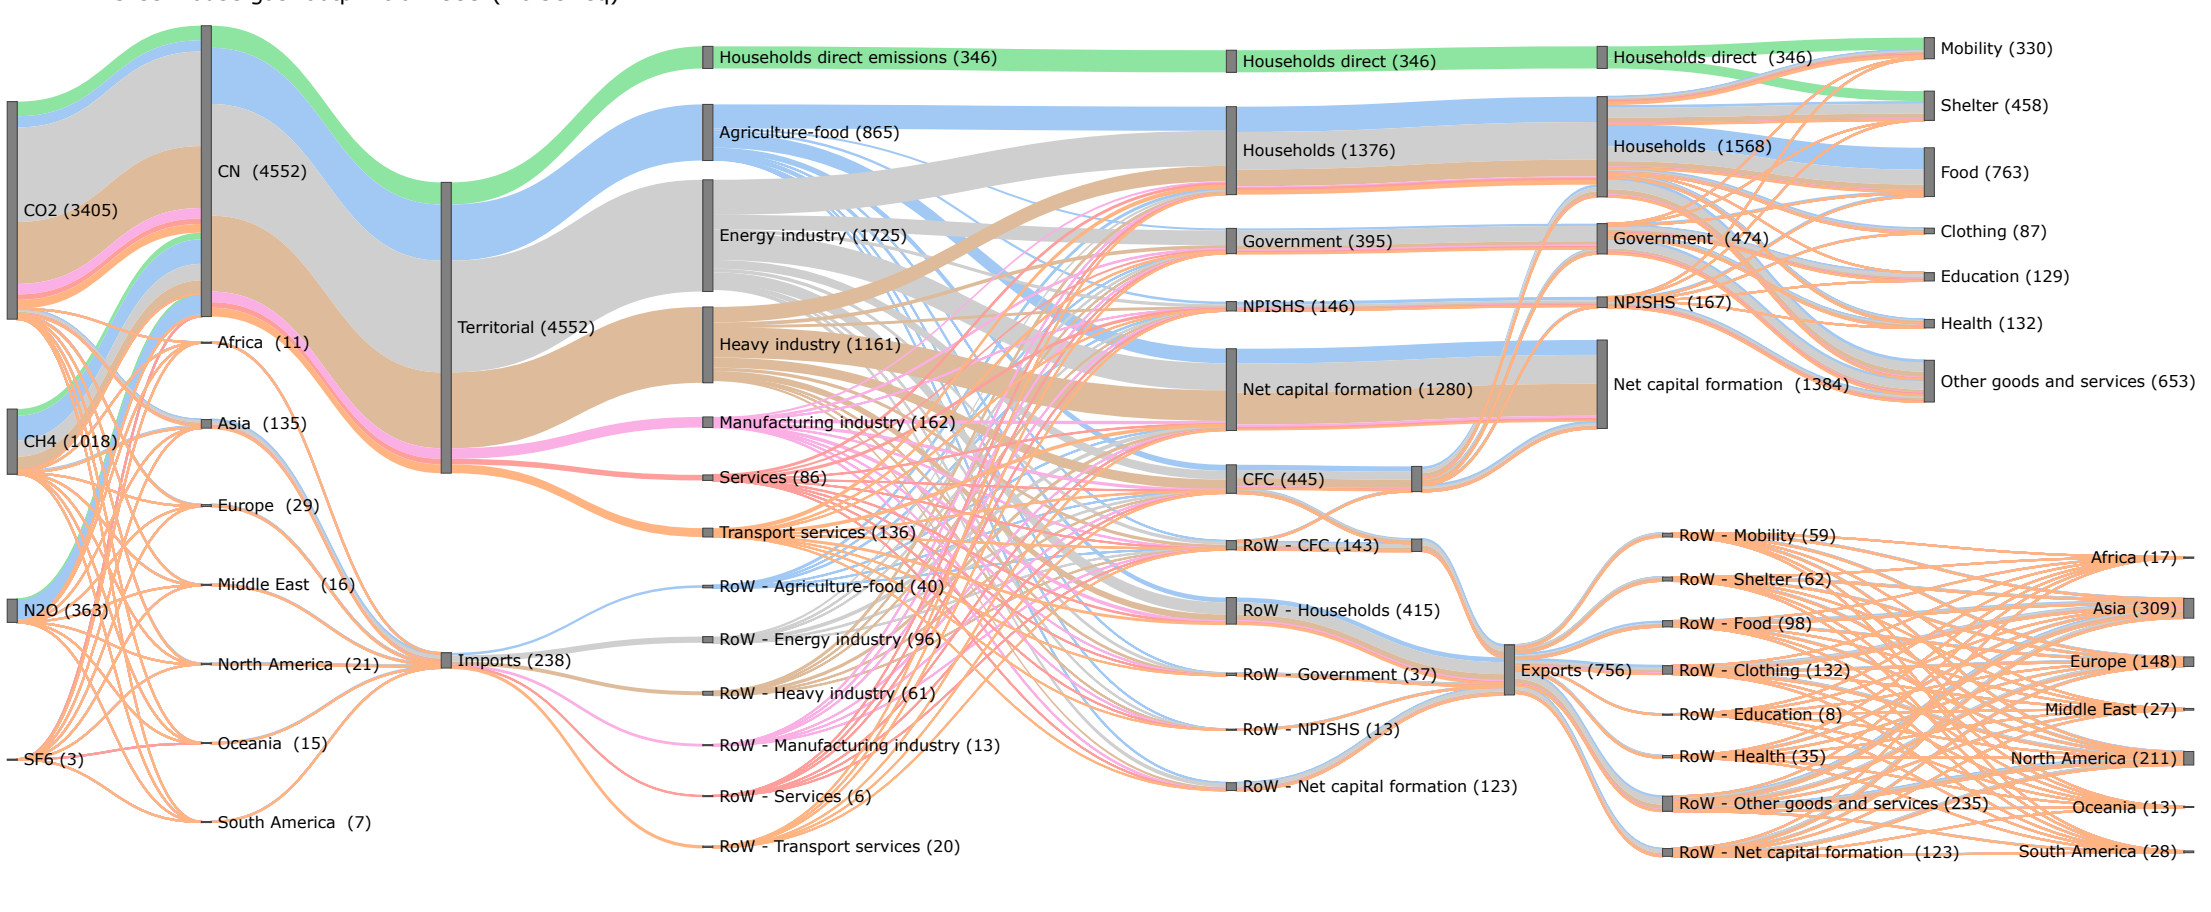 CO2 (3405)
CH4 (1018)
N2O (363)
SF6 (3)
CN (4552)
Africa (11)
Asia (135)
Europe (29)
Middle East (16)
North America (21)
Oceania (15)
South America (7)
Territorial (4552)
Imports (238)
Households direct emissions (346)
Agriculture-food (865)
Energy industry (1725)
Heavy industry (1161)
Manufacturing industry (162)
Services (86)
Transport services (136)
RoW - Agriculture-food (40)
RoW - Energy industry (96)
RoW - Heavy industry (61)
RoW - Manufacturing industry (13)
RoW - Services (6)
RoW - Transport services (20)
Households direct (346)
Households (1376)
Government (395)
NPISHS (146)
Net capital formation (1280)
CFC (445)
RoW - CFC (143)
RoW - Households (415)
RoW - Government (37)
RoW - NPISHS (13)
RoW - Net capital formation (123)
Exports (756)
Households direct (346)
Households (1568)
Government (474)
NPISHS (167)
Net capital formation (1384)
RoW - Mobility (59)
RoW - Shelter (62)
RoW - Food (98)
RoW - Clothing (132)
RoW - Education (8)
RoW - Health (35)
RoW - Other goods and services (235)
RoW - Net capital formation (123)
Mobility (330)
Shelter (458)
Food (763)
Clothing (87)
Education (129)
Health (132)
Other goods and services (653)
Africa (17)
Asia (309)
Europe (148)
Middle East (27)
North America (211)
Oceania (13)
South America (28)